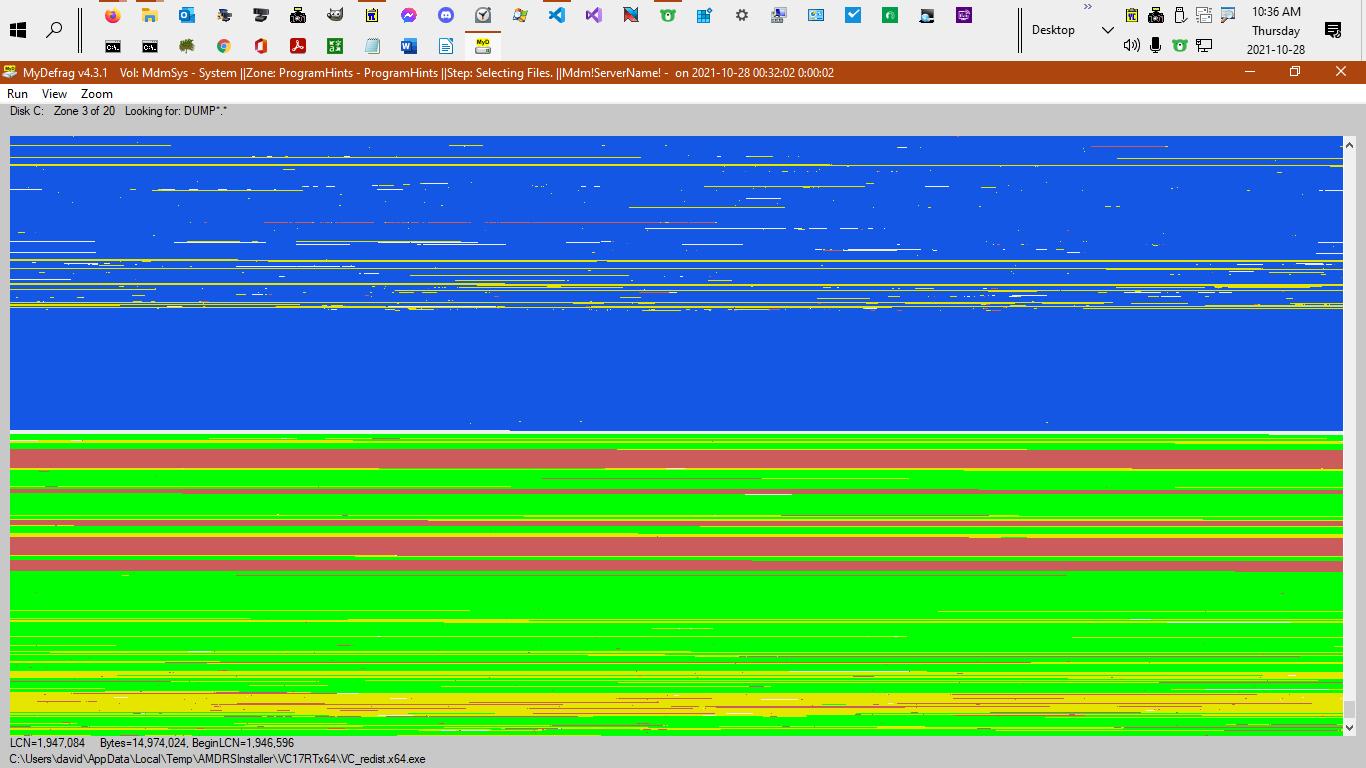 10:36 AM
Desktop
Thursday
2021-10-28
MyD
MyDefrag v4.3.1 Vol: MdmSys - System ||Zone: ProgramHints - ProgramHints ||Step: Selecting Files. ||Mdm!ServerName! - on 2021-10-28 00:32:02 0:00:02
Run View Zoom
Disk C: Zone 3 of 20 Looking for: DUMP*.*
LCN=1,947,084 Bytes=14,974,024, BeginLCN=1,946,596
C:\Users\david\AppData\Local\Temp\AMDRSInstaller\VC17RTx64\VC_redist.x64.exe